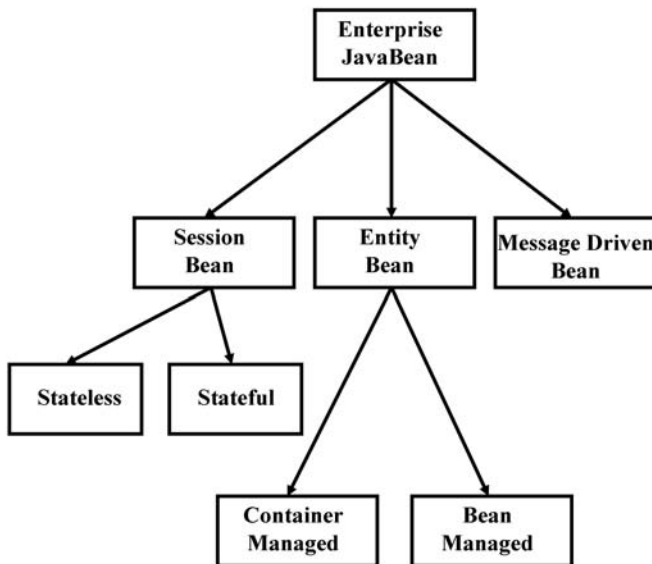 Enterprise
JavaBean
Session
Bean
Entity
Bean
Message Driven
Bean
Stateless
Stateful
Container
Managed
Bean
Managed